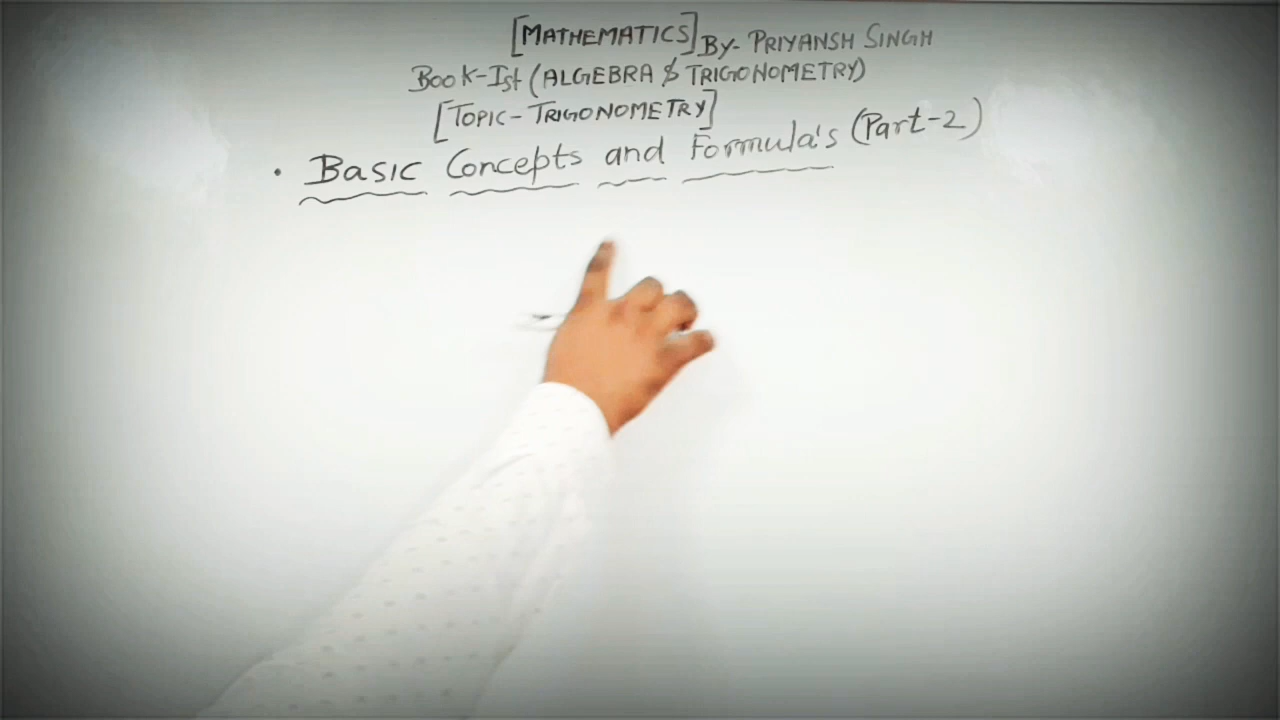 [MATHEMATICS] By- PRIYANSH SINGH
Book-Ist (ALGEBRA & TRIGONOMETRY)
[TOPIC - TRIGONOMETRY]
• Basic Concepts and Formula's (Part-2)